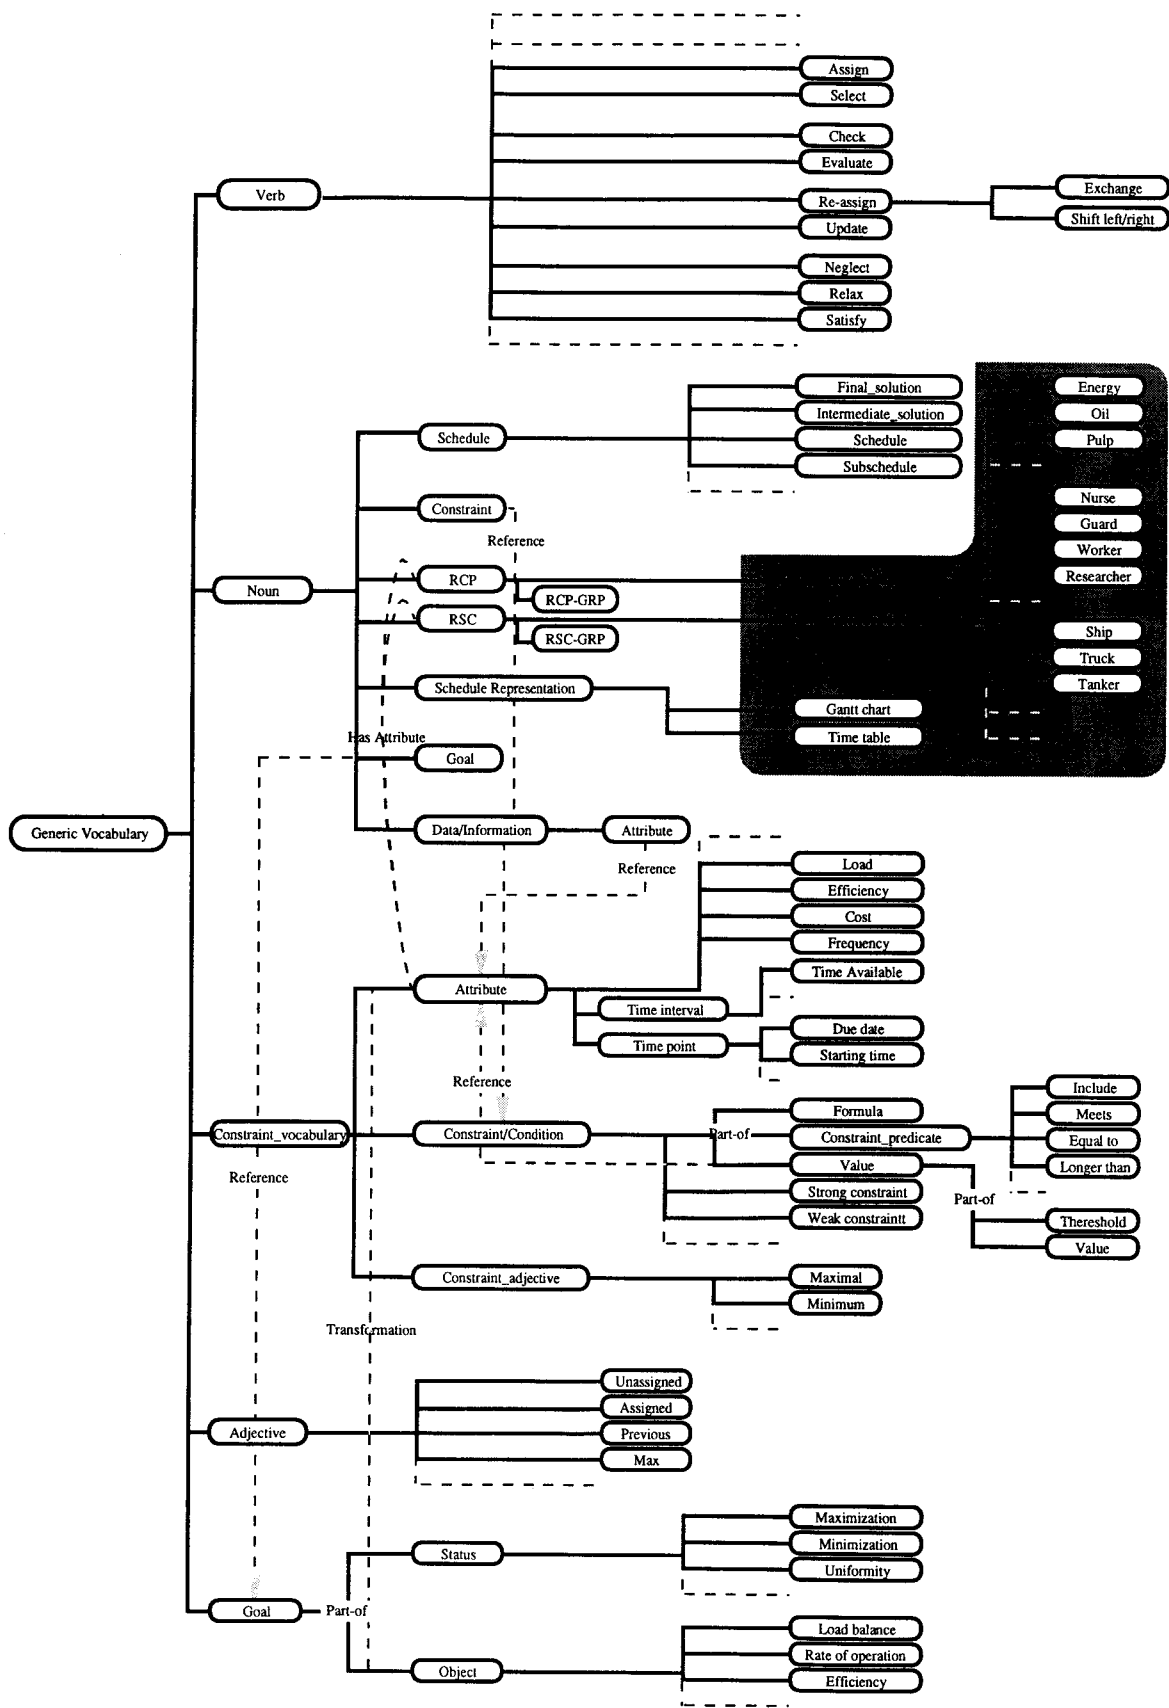 Assign
Select
Check
Evaluate
Verb
Re-assign
Exchange
Shift left/right
Update
Neglect
Relax
Satisfy
Final_solution
Intermediate_solution
Schedule
Schedule
Subschedule
Energy
Oil
Pulp
Constraint
Reference
Nurse
Guard
Worker
Researcher
Noun
RCP
RCP-GRP
RSC
RSC-GRP
Ship
Truck
Tanker
Schedule Representation
Gantt chart
Time table
Has Attribute
Goal
Generic Vocabulary
Data/Information
Attribute
Reference
Load
Efficiency
Cost
Frequency
Time Available
Attribute
Time interval
Time point
Due date
Starting time
Reference
Constraint_vocabulary
Constraint/Condition
Part-of
Formula
Constraint_predicate
Value
Strong constraint
Weak constraintt
Include
Meets
Equal to
Longer than
Part-of
Thereshold
Value
Reference
Constraint_adjective
Maximal
Minimum
Transformation
Unassigned
Assigned
Adjective
Previous
Max
Status
Maximization
Minimization
Uniformity
Goal
Part-of
Object
Load balance
Rate of operation
Efficiency